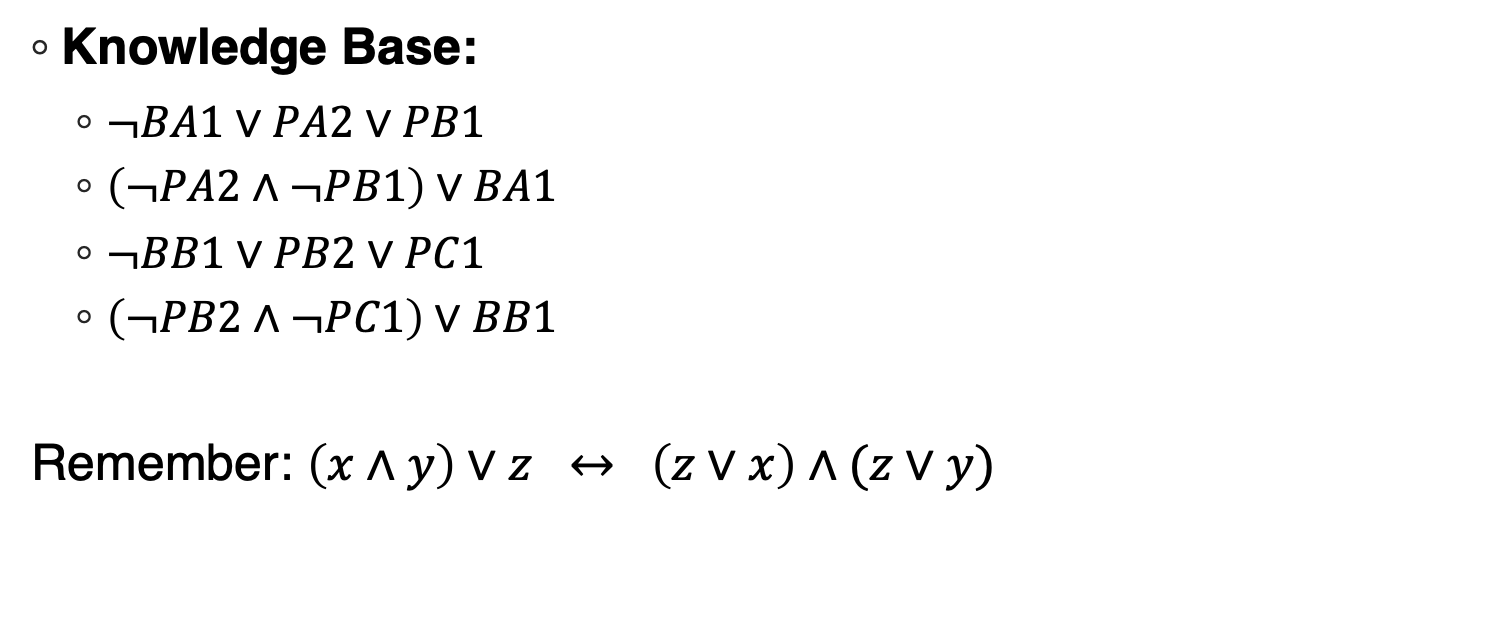 ◦ Knowledge Base:
◦ ¬BA1 ∨ PA2 ∨ PB1
◦ (¬PA2 ∧ ¬PB1) ∨ BA1
◦ ¬BB1 ∨ PB2 ∨ PC1
◦ (¬PB2 ∧ ¬PC1) ∨ BB1
Remember: (x ∧ y) ∨ z ↔ (z ∨ x) ∧ (z ∨ y)